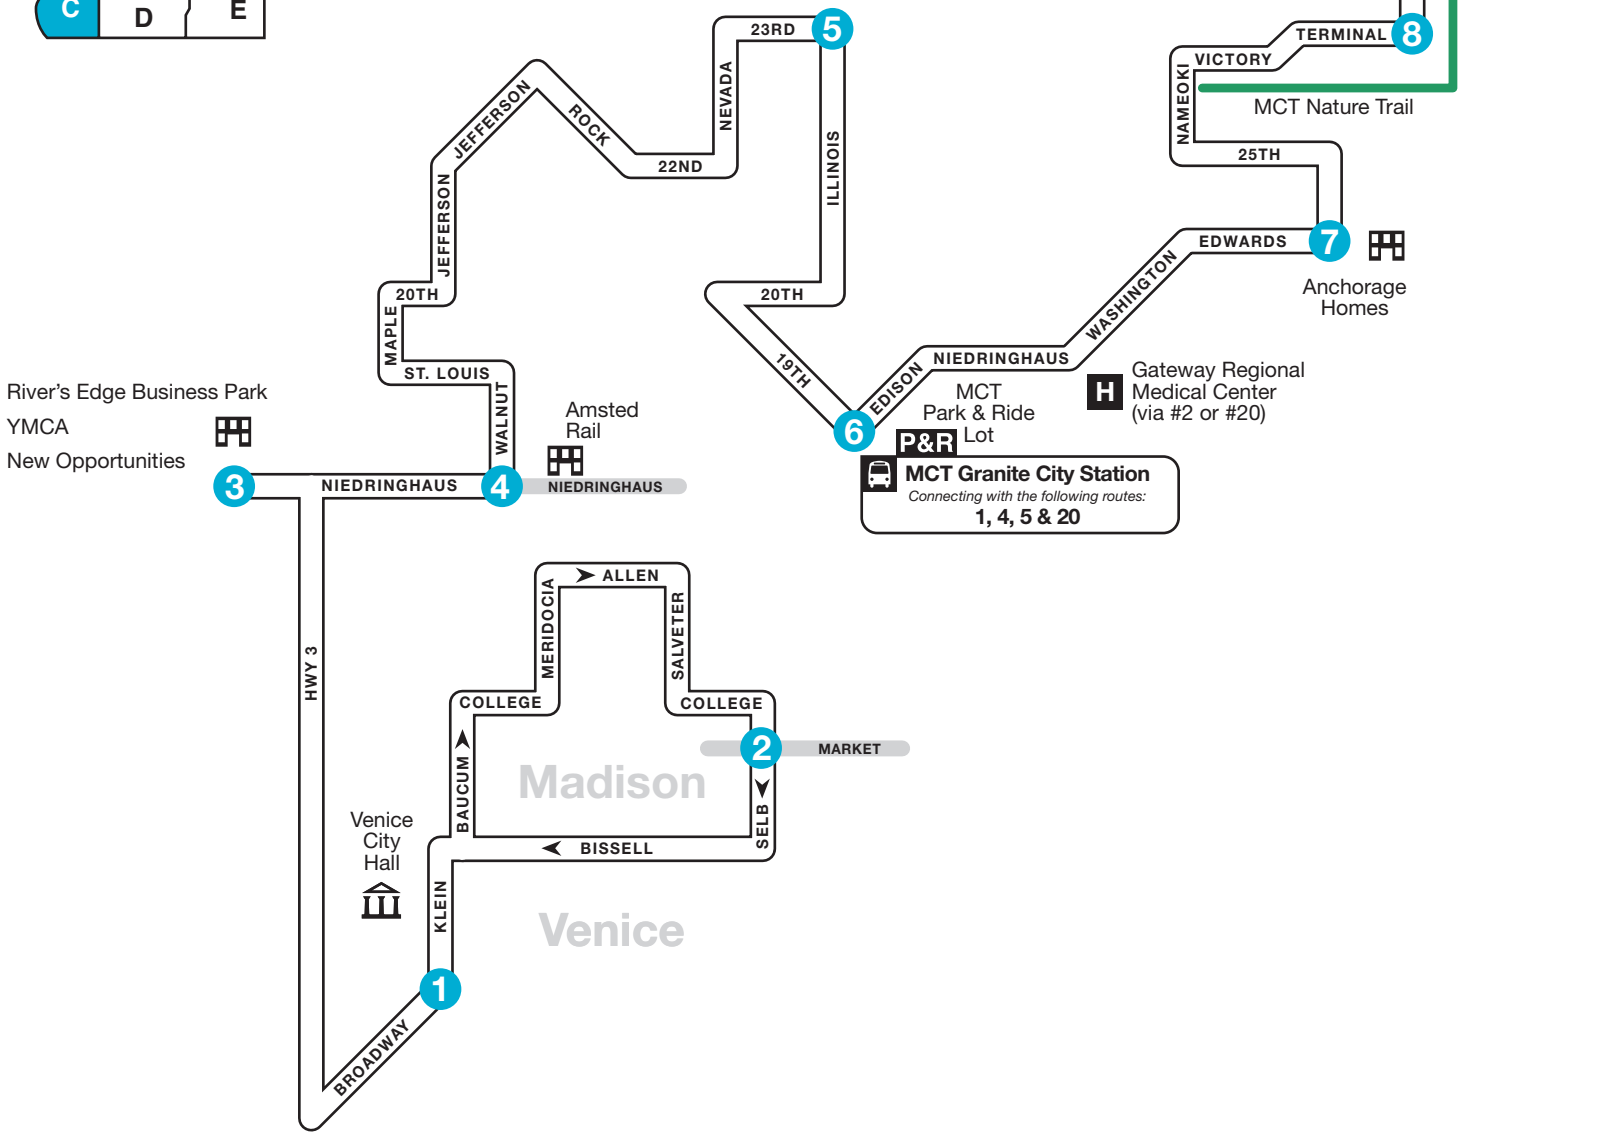 C
D
E
23RD
5
TERMINAL
8
VICTORY
NAMEOKI
MCT Nature Trail
25TH
JEFFERSON
ROCK
NEVADA
22ND
ILLINOIS
JEFFERSON
EDWARDS
7
WASHINGTON
Anchorage
Homes
20TH
20TH
MAPLE
19TH
ST. LOUIS
WALNUT
EDISON
NIEDRINGHAUS
MCT
Park & Ride
Lot
P&R
H
Gateway Regional
Medical Center
(via #2 or #20)
River's Edge Business Park
YMCA
New Opportunities
Amsted
Rail
6
3
NIEDRINGHAUS
4
NIEDRINGHAUS
MCT Granite City Station
Connecting with the following routes:
1, 4, 5 & 20
MERIDOCIA
ALLEN
SALVETER
HWY 3
COLLEGE
COLLEGE
2
MARKET
BAUCUM
Madison
SELB
Venice
City
Hall
BISSELL
KLEIN
Venice
1
BROADWAY